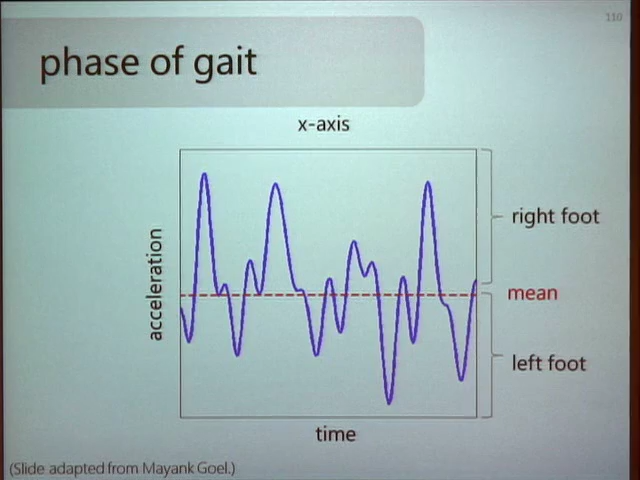 110
phase of gait
x-axis
acceleration
right foot
mean
left foot
time
(Slide adapted from Mayank Goel.)